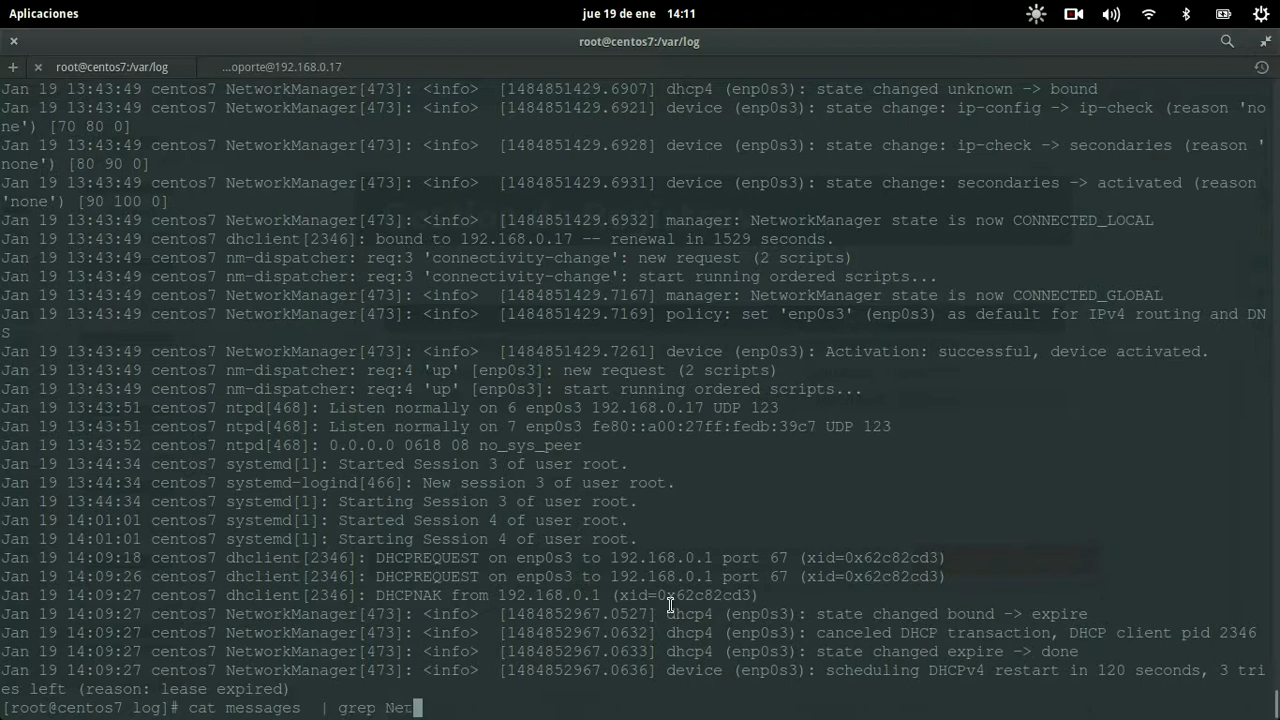 Aplicaciones jue 19 de ene 14:11
root@centos7:/var/log
root@centos7:/var/log ...oporte@192.168.0.17
Jan 19 13:43:49 centos7 NetworkManager[473]: <info>  [1484851429.6907] dhcp4 (enp0s3): state changed unknown -> bound
Jan 19 13:43:49 centos7 NetworkManager[473]: <info>  [1484851429.6921] device (enp0s3): state change: ip-config -> ip-check (reason 'no
ne') [70 80 0]
Jan 19 13:43:49 centos7 NetworkManager[473]: <info>  [1484851429.6928] device (enp0s3): state change: ip-check -> secondaries (reason '
none') [80 90 0]
Jan 19 13:43:49 centos7 NetworkManager[473]: <info>  [1484851429.6931] device (enp0s3): state change: secondaries -> activated (reason
'none') [90 100 0]
Jan 19 13:43:49 centos7 NetworkManager[473]: <info>  [1484851429.6932] manager: NetworkManager state is now CONNECTED_LOCAL
Jan 19 13:43:49 centos7 dhclient[2346]: bound to 192.168.0.17 -- renewal in 1529 seconds.
Jan 19 13:43:49 centos7 nm-dispatcher: req:3 'connectivity-change': new request (2 scripts)
Jan 19 13:43:49 centos7 nm-dispatcher: req:3 'connectivity-change': start running ordered scripts...
Jan 19 13:43:49 centos7 NetworkManager[473]: <info>  [1484851429.7167] manager: NetworkManager state is now CONNECTED_GLOBAL
Jan 19 13:43:49 centos7 NetworkManager[473]: <info>  [1484851429.7169] policy: set 'enp0s3' (enp0s3) as default for IPv4 routing and DN
S
Jan 19 13:43:49 centos7 NetworkManager[473]: <info>  [1484851429.7261] device (enp0s3): Activation: successful, device activated.
Jan 19 13:43:49 centos7 nm-dispatcher: req:4 'up' [enp0s3]: new request (2 scripts)
Jan 19 13:43:49 centos7 nm-dispatcher: req:4 'up' [enp0s3]: start running ordered scripts...
Jan 19 13:43:51 centos7 ntpd[468]: Listen normally on 6 enp0s3 192.168.0.17 UDP 123
Jan 19 13:43:51 centos7 ntpd[468]: Listen normally on 7 enp0s3 fe80::a00:27ff:fedb:39c7 UDP 123
Jan 19 13:43:52 centos7 ntpd[468]: 0.0.0.0 0618 08 no_sys_peer
Jan 19 13:44:34 centos7 systemd[1]: Started Session 3 of user root.
Jan 19 13:44:34 centos7 systemd-logind[466]: New session 3 of user root.
Jan 19 13:44:34 centos7 systemd[1]: Starting Session 3 of user root.
Jan 19 14:01:01 centos7 systemd[1]: Started Session 4 of user root.
Jan 19 14:01:01 centos7 systemd[1]: Starting Session 4 of user root.
Jan 19 14:09:18 centos7 dhclient[2346]: DHCPREQUEST on enp0s3 to 192.168.0.1 port 67 (xid=0x62c82cd3)
Jan 19 14:09:26 centos7 dhclient[2346]: DHCPREQUEST on enp0s3 to 192.168.0.1 port 67 (xid=0x62c82cd3)
Jan 19 14:09:27 centos7 dhclient[2346]: DHCPNAK from 192.168.0.1 (xid=0x62c82cd3)
Jan 19 14:09:27 centos7 NetworkManager[473]: <info>  [1484852967.0527] dhcp4 (enp0s3): state changed bound -> expire
Jan 19 14:09:27 centos7 NetworkManager[473]: <info>  [1484852967.0632] dhcp4 (enp0s3): canceled DHCP transaction, DHCP client pid 2346
Jan 19 14:09:27 centos7 NetworkManager[473]: <info>  [1484852967.0633] dhcp4 (enp0s3): state changed expire -> done
Jan 19 14:09:27 centos7 NetworkManager[473]: <info>  [1484852967.0636] device (enp0s3): scheduling DHCPv4 restart in 120 seconds, 3 tri
es left (reason: lease expired)
[root@centos7 log]# cat messages  | grep Net